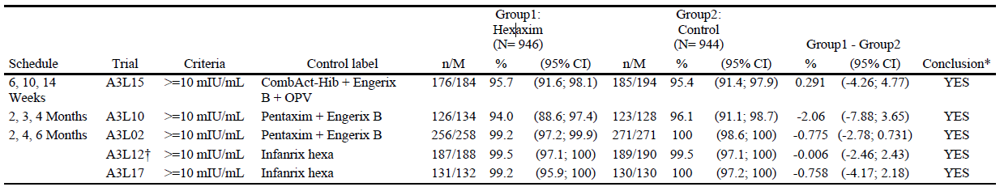 Group1: Group2:
Hexaxim Control
(N= 946) (N= 944) Group1 - Group2
Schedule Trial Criteria Control label n/M % (95% CI) n/M % (95% CI) % (95% CI) Conclusion*
6, 10, 14 A3L15 >=10 mIU/mL CombAct-Hib + Engerix 176/184 95.7 (91.6; 98.1) 185/194 95.4 (91.4; 97.9) 0.291 (-4.26; 4.77) YES
Weeks B + OPV
2, 3, 4 Months A3L10 >=10 mIU/mL Pentaxim + Engerix B 126/134 94.0 (88.6; 97.4) 123/128 96.1 (91.1; 98.7) -2.06 (-7.88; 3.65) YES
2, 4, 6 Months A3L02 >=10 mIU/mL Pentaxim + Engerix B 256/258 99.2 (97.2; 99.9) 271/271 100 (98.6; 100) -0.775 (-2.78; 0.731) YES
A3L12† >=10 mIU/mL Infanrix hexa 187/188 99.5 (97.1; 100) 189/190 99.5 (97.1; 100) -0.006 (-2.46; 2.43) YES
A3L17 >=10 mIU/mL Infanrix hexa 131/132 99.2 (95.9; 100) 130/130 100 (97.2; 100) -0.758 (-4.17; 2.18) YES